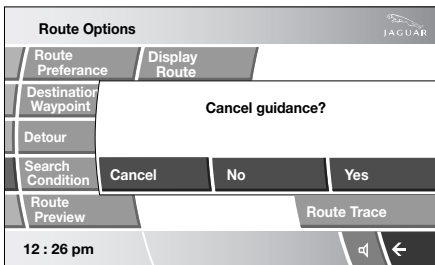 Route Options
JAGUAR
Route
Preferance
Display
Route
Destination
Waypoint
Cancel guidance?
Detour
Search
Condition
Cancel
No
Yes
Route
Preview
Route Trace
12 : 26 pm